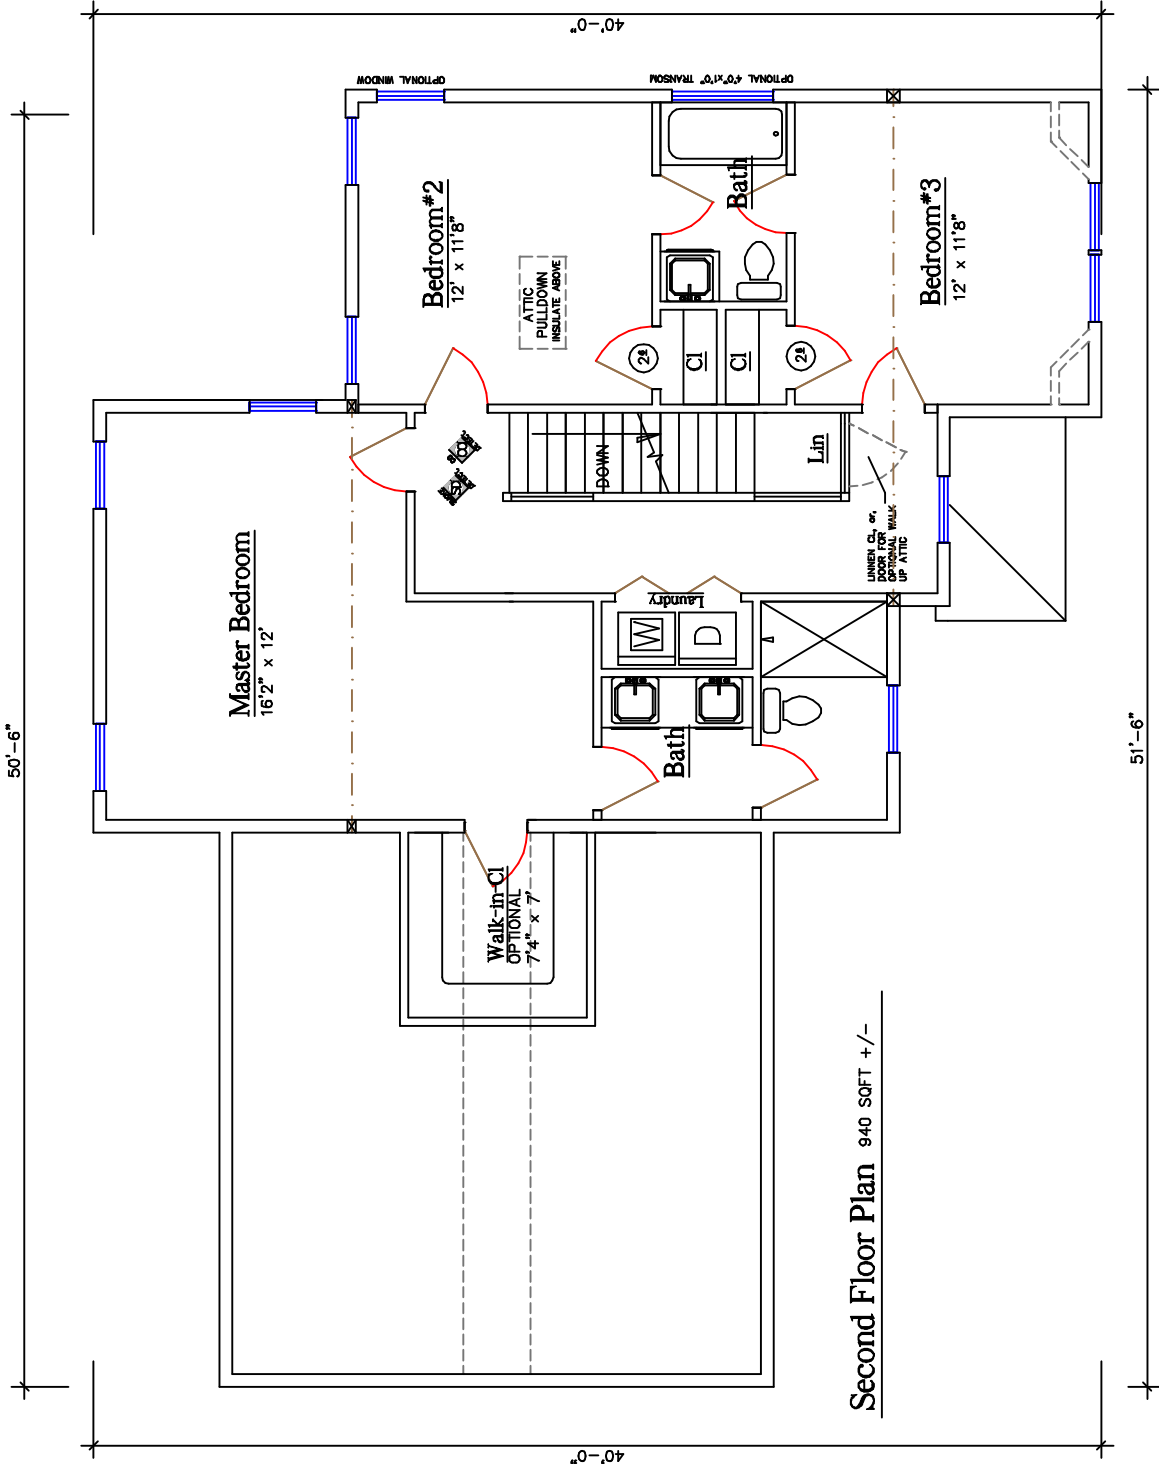 40'-0"
OPTIONAL WINDOW
OPTIONAL 4'0"x1'0" TRANSOM
50'-6"
51'-6"
Master Bedroom
16'2" x 12'
Bedroom#2
12' x 11'8"
ATTIC
PULLDOWN
INSULATE ABOVE
Bath
Bedroom#3
12' x 11'8"
Cl
Cl
DOWN
Lin
LINNEN CL, or,
DOOR FOR
OPTIONAL WALK
UP ATTIC
Laundry
W
D
Bath
Walk-in-Cl
OPTIONAL
7'4" x 7'
Second Floor Plan 940 SQFT +/-
40'-0"